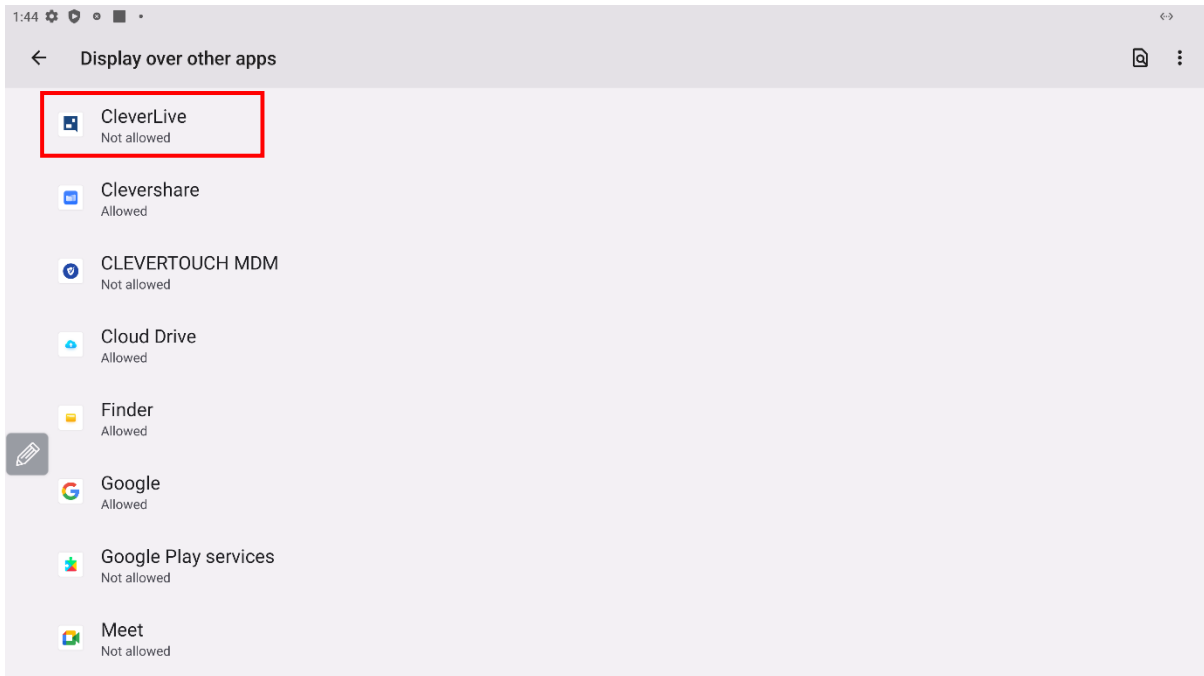 1:44
Display over other apps
CleverLive
Not allowed
Clevershare
Allowed
CLEVERTOUCH MDM
Not allowed
Cloud Drive
Allowed
Finder
Allowed
Google
Allowed
Google Play services
Not allowed
Meet
Not allowed